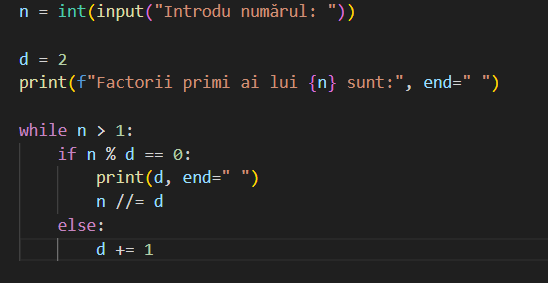 n = int(input("Introdu numărul: "))
d = 2
print(f"Factorii primi ai lui {n} sunt:", end=" ")
while n > 1:
    if n % d == 0:
        print(d, end=" ")
        n //= d
    else:
        d += 1